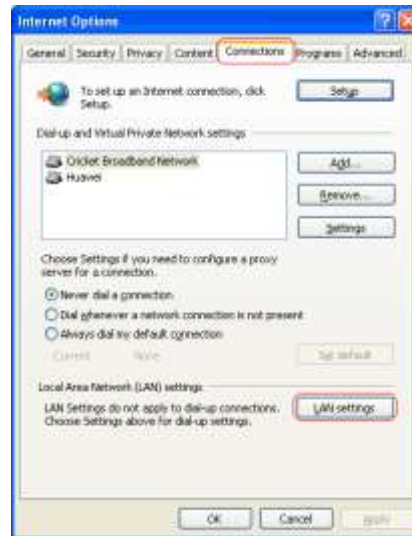 Internet Options
General Security Privacy Content Connections Programs Advanced
To set up an Internet connection, click
Setup.
Setup
Dial-up and Virtual Private Network settings
Cricket Broadband Network
Huawei
Add...
Remove...
Settings
Choose Settings if you need to configure a proxy
server for a connection.
Never dial a connection
Dial whenever a network connection is not present
Always dial my default connection
Current None
Set default
Local Area Network (LAN) settings
LAN Settings do not apply to dial-up connections.
Choose Settings above for dial-up settings.
LAN settings
OK Cancel Apply